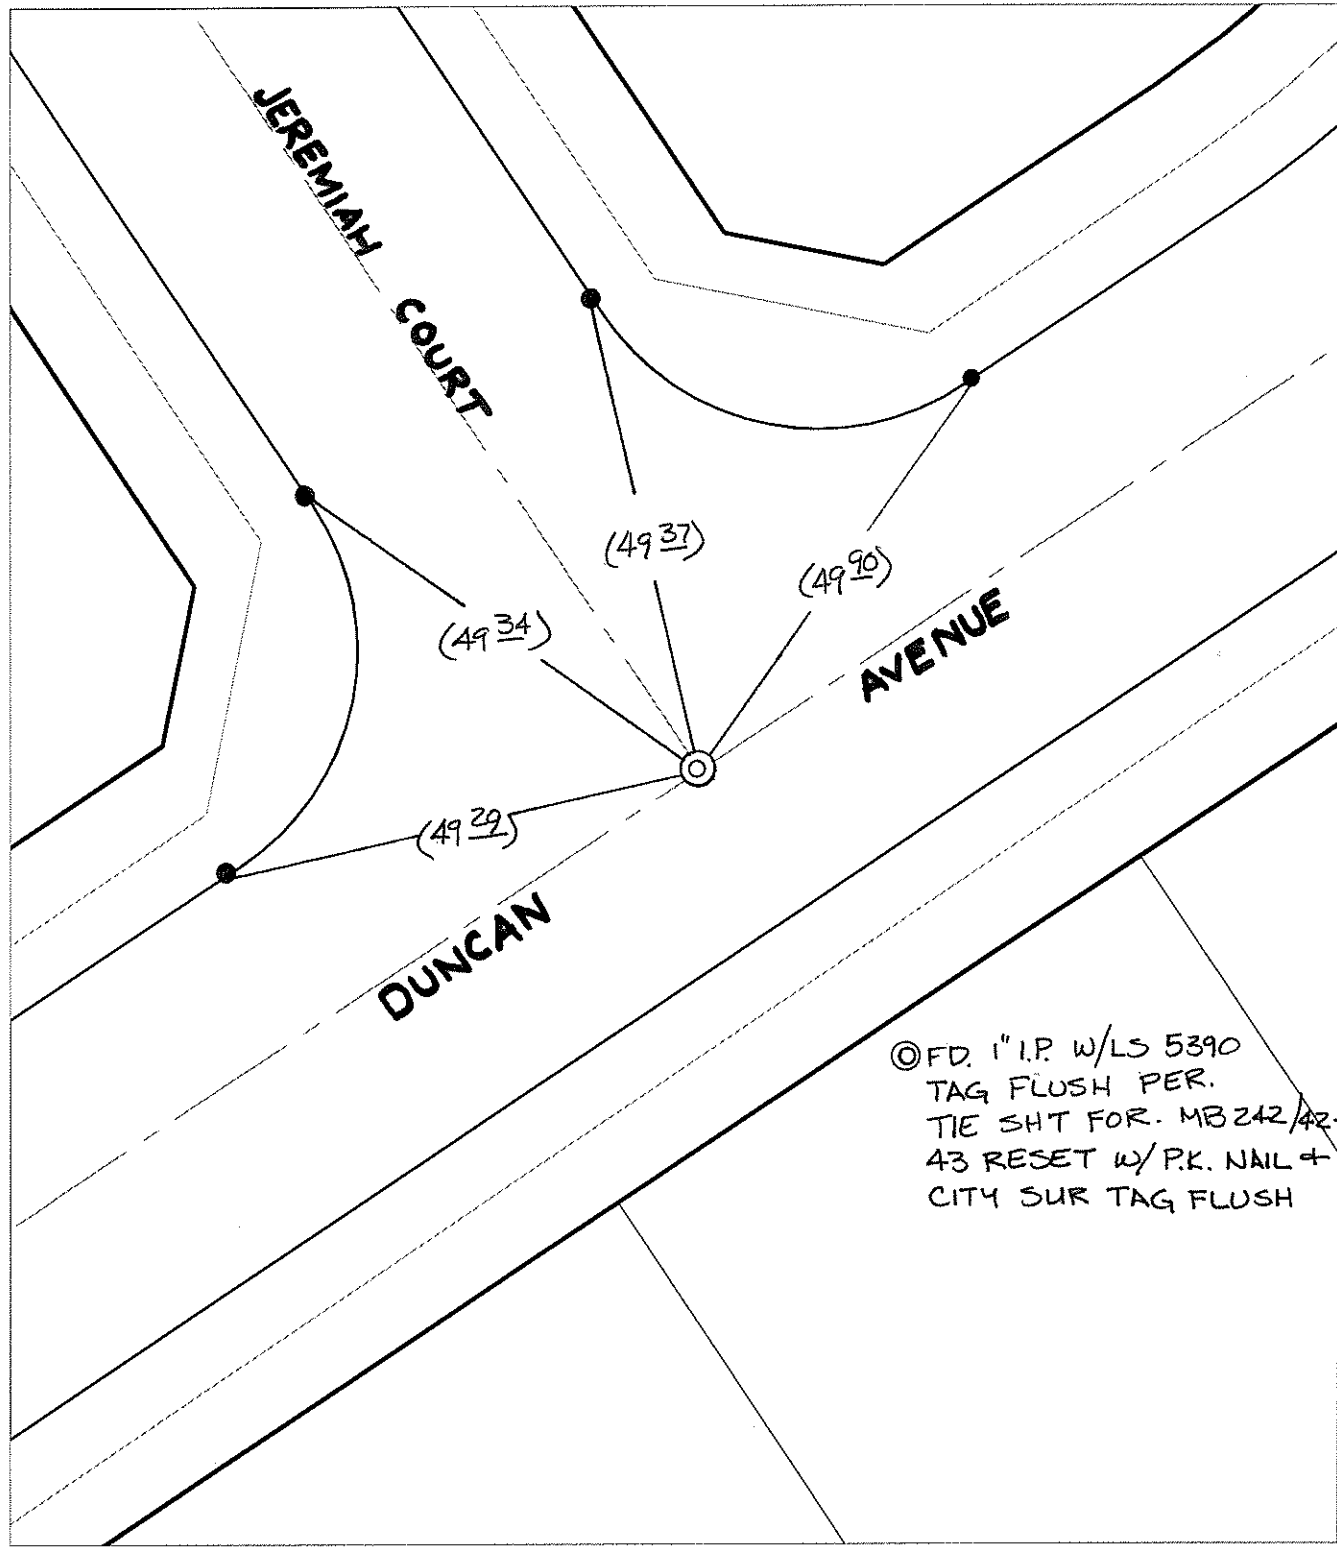 JEREMIAH COURT
(49 37)
(49 90)
(49 34)
AVENUE
(49 29)
DUNCAN
FD. 1" I.P. W/LS 5390
TAG FLUSH PER.
TIE SHT FOR. MB 242/42-
43 RESET W/ P.K. NAIL +
CITY SUR TAG FLUSH